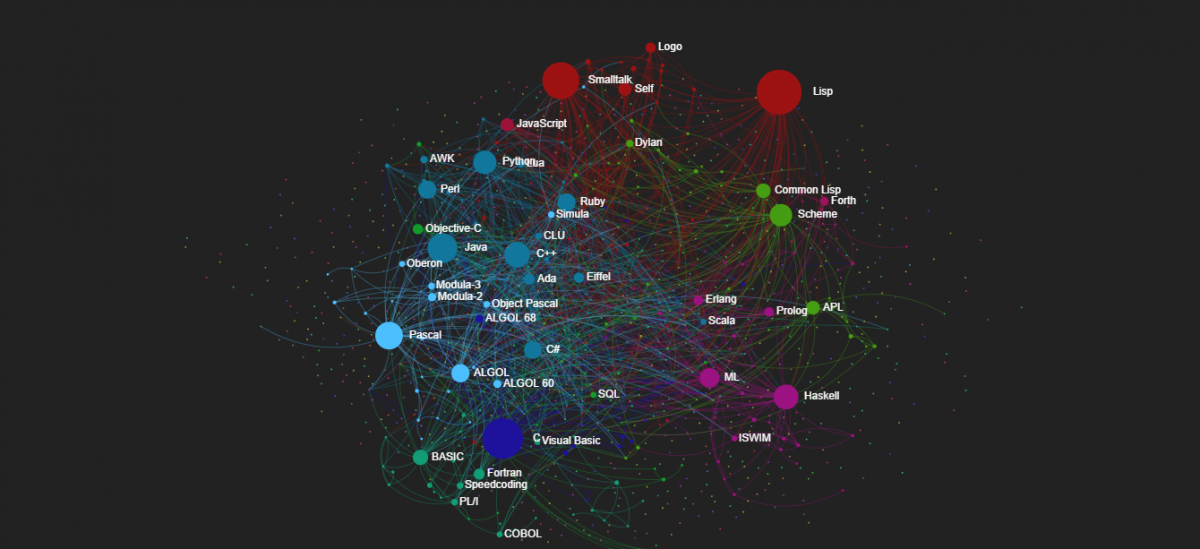 Logo
Smalltalk
Self
Lisp
JavaScript
Dylan
AWK
Python
Lua
Perl
Common Lisp
Forth
Ruby
Simula
Scheme
Objective-C
CLU
Java
C++
Oberon
Ada
Eiffel
Modula-3
Modula-2
Object Pascal
Erlang
Prolog
APL
ALGOL 68
Scala
Pascal
C#
ALGOL
ALGOL 60
ML
SQL
Haskell
C
Visual Basic
ISWIM
BASIC
Fortran
Speedcoding
PL/I
COBOL